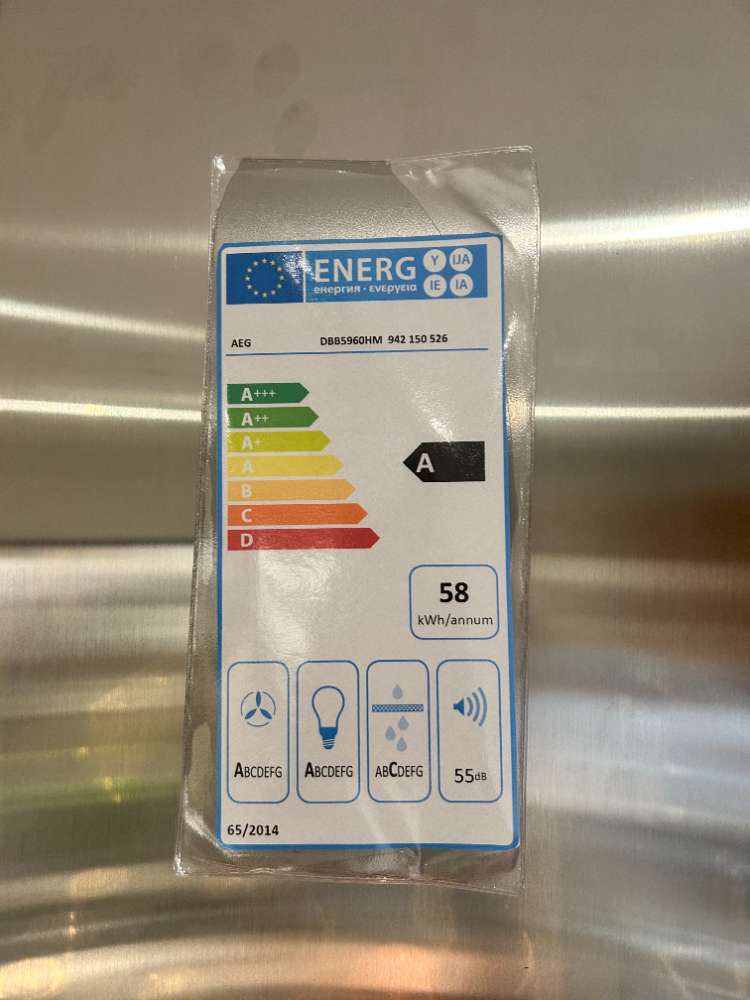 ENERG Y IJA
енергия · ενεργεια IE IA
AEG DBB5960HM 942 150 526
A+++
A++
A+
A
B
C
D
A
58
kWh/annum
ABCDEFG
ABCDEFG
ABCDEFG
55dB
65/2014